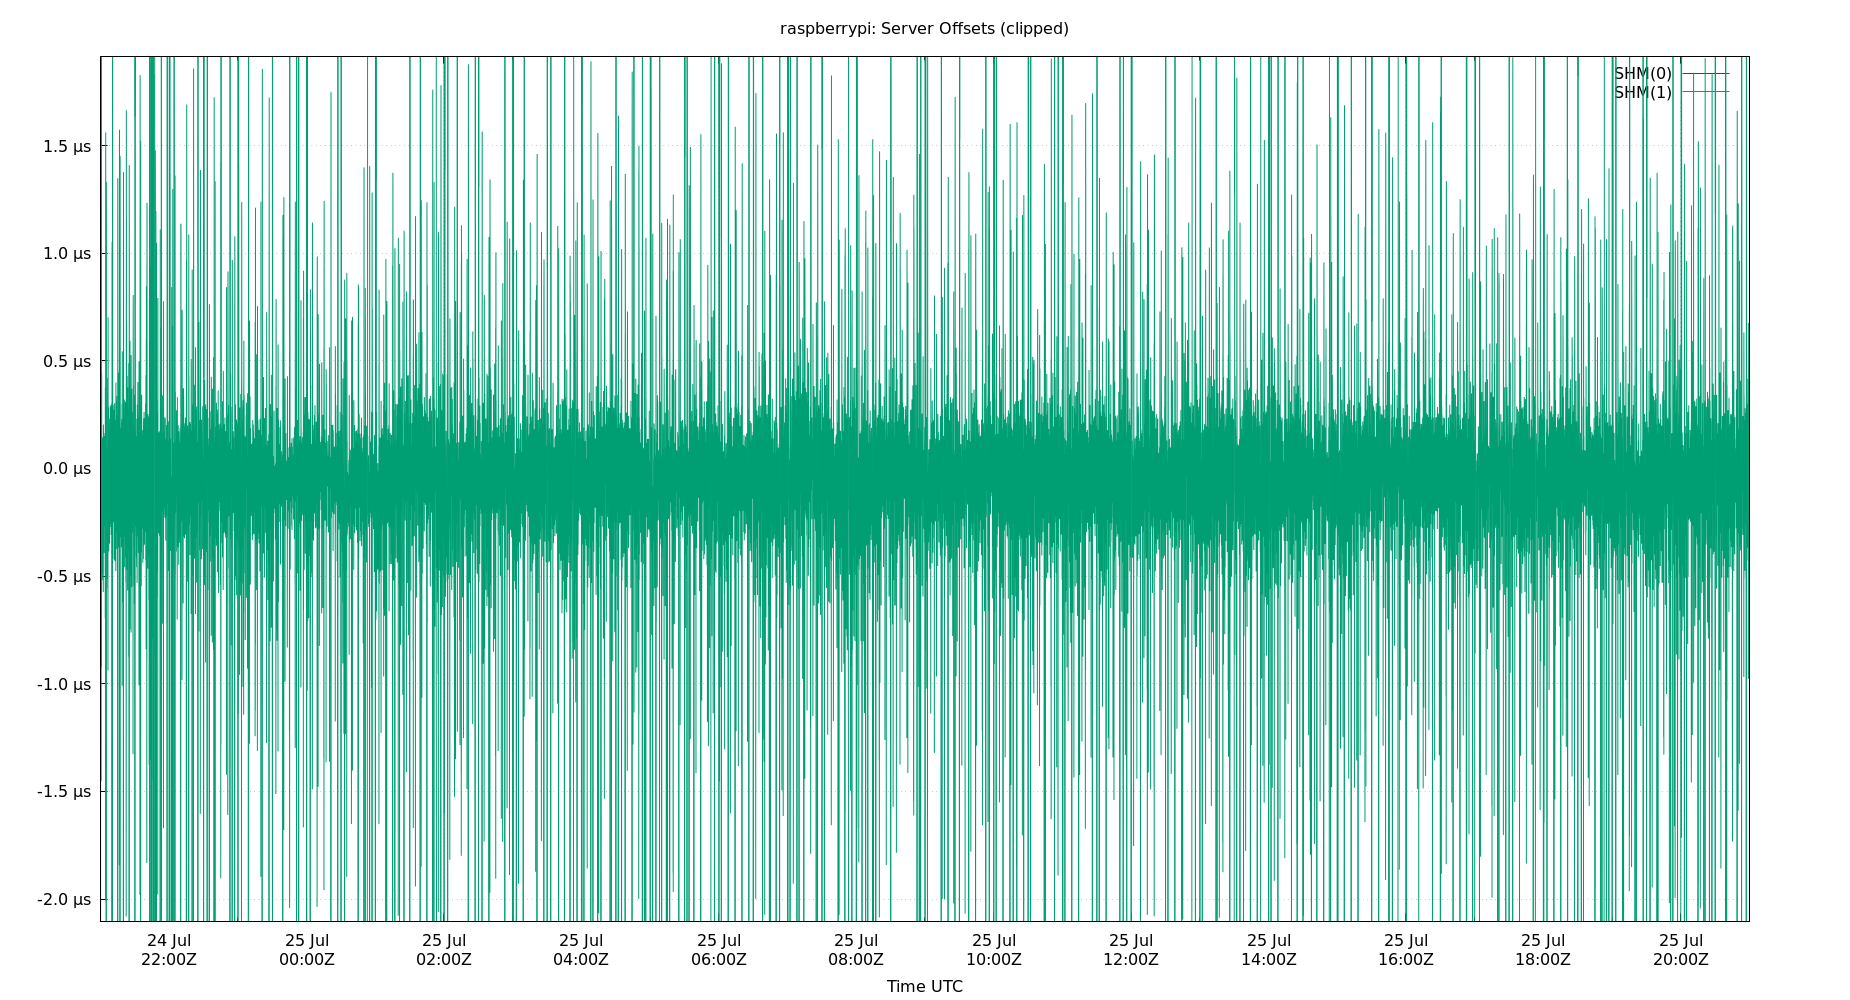 raspberrypi: Server Offsets (clipped)
SHM(0)
SHM(1)
1.5 µs
1.0 µs
0.5 µs
0.0 µs
-0.5 µs
-1.0 µs
-1.5 µs
-2.0 µs
24 Jul 25 Jul 25 Jul 25 Jul 25 Jul 25 Jul 25 Jul 25 Jul 25 Jul 25 Jul 25 Jul 25 Jul
22:00Z 00:00Z 02:00Z 04:00Z 06:00Z 08:00Z 10:00Z 12:00Z 14:00Z 16:00Z 18:00Z 20:00Z
Time UTC